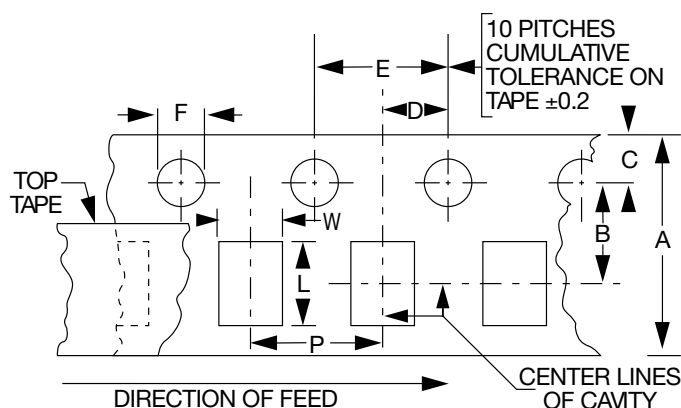 10 PITCHES
CUMULATIVE
TOLERANCE ON
TAPE ±0.2
E
D
F
C
TOP
TAPE
W
B
A
L
P
DIRECTION OF FEED
CENTER LINES
OF CAVITY